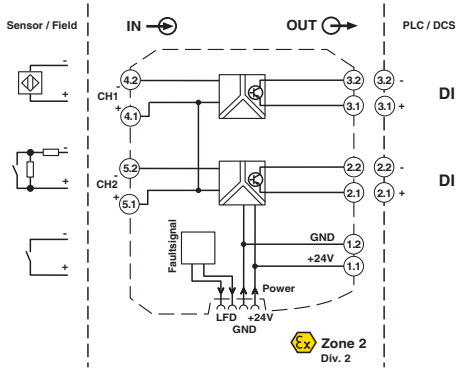 Sensor / Field
IN
OUT
PLC / DCS
-
+
CH1
-
4.2
+
4.1
3.2
3.1
3.2 -
3.1 +
DI
-
+
CH2
-
5.2
+
5.1
2.2
2.1
2.2 -
2.1 +
DI
-
+
Faultsignal
GND
1.2
+24V
1.1
Power
LFD
+24V
GND
Ex
Zone 2
Div. 2